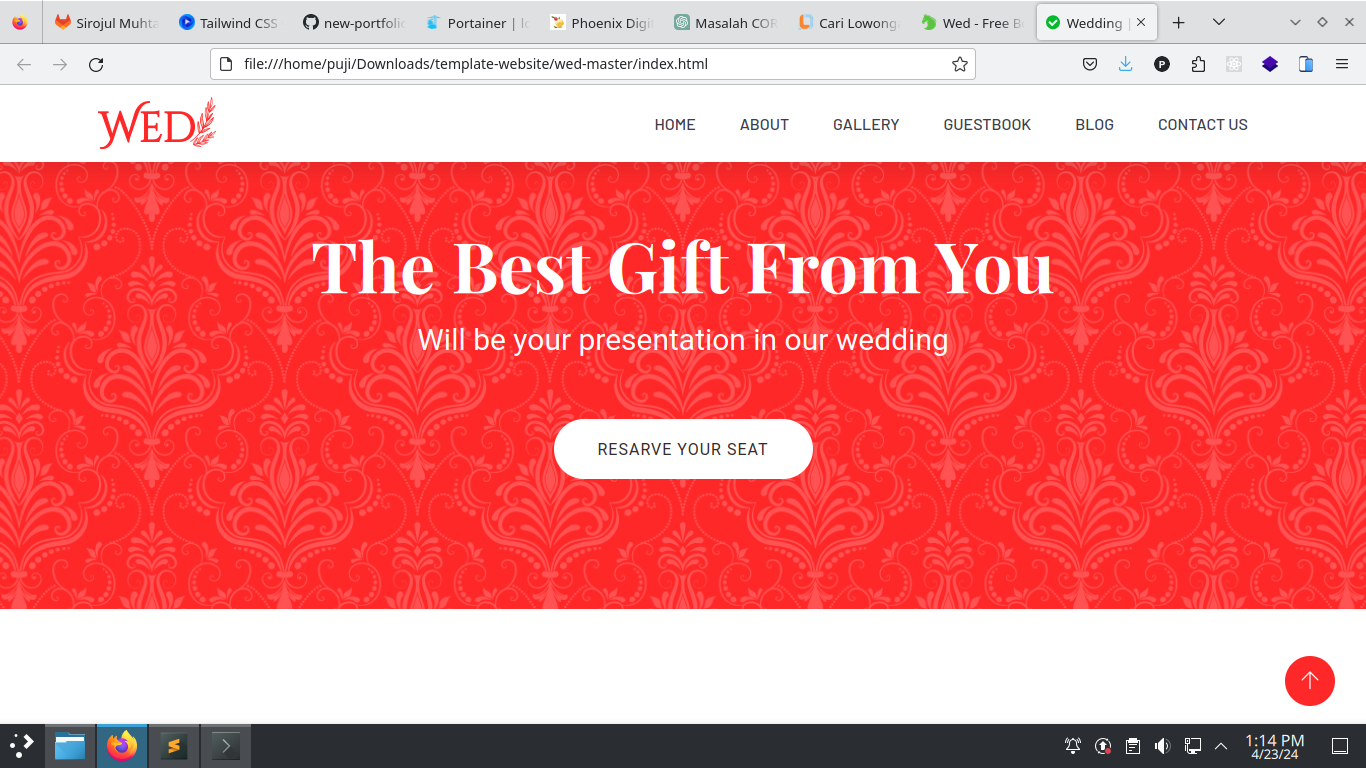 Sirojul Muhta
Tailwind CSS
new-portfolio
Portainer | lo
Phoenix Digit
Masalah COR
Cari Lowonga
Wed - Free Bo
Wedding |
file:///home/puji/Downloads/template-website/wed-master/index.html
P
WED
HOME ABOUT GALLERY GUESTBOOK BLOG CONTACT US
The Best Gift From You
Will be your presentation in our wedding
RESARVE YOUR SEAT
1:14 PM
4/23/24